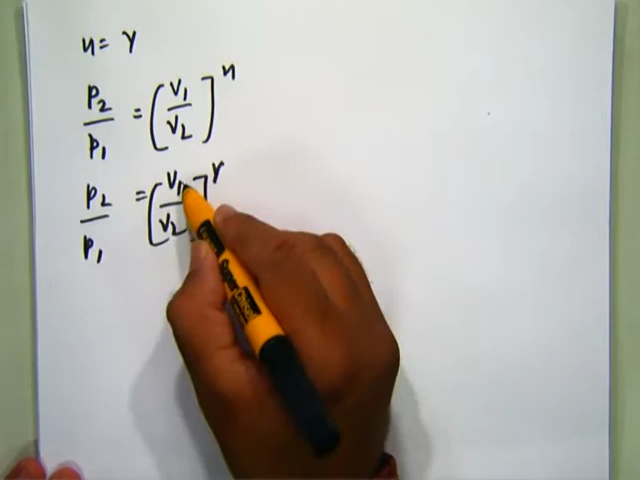 n = γ
P₂/P₁ = [V₁/V₂]ⁿ
P₂/P₁ = [V₁/V₂]^γ